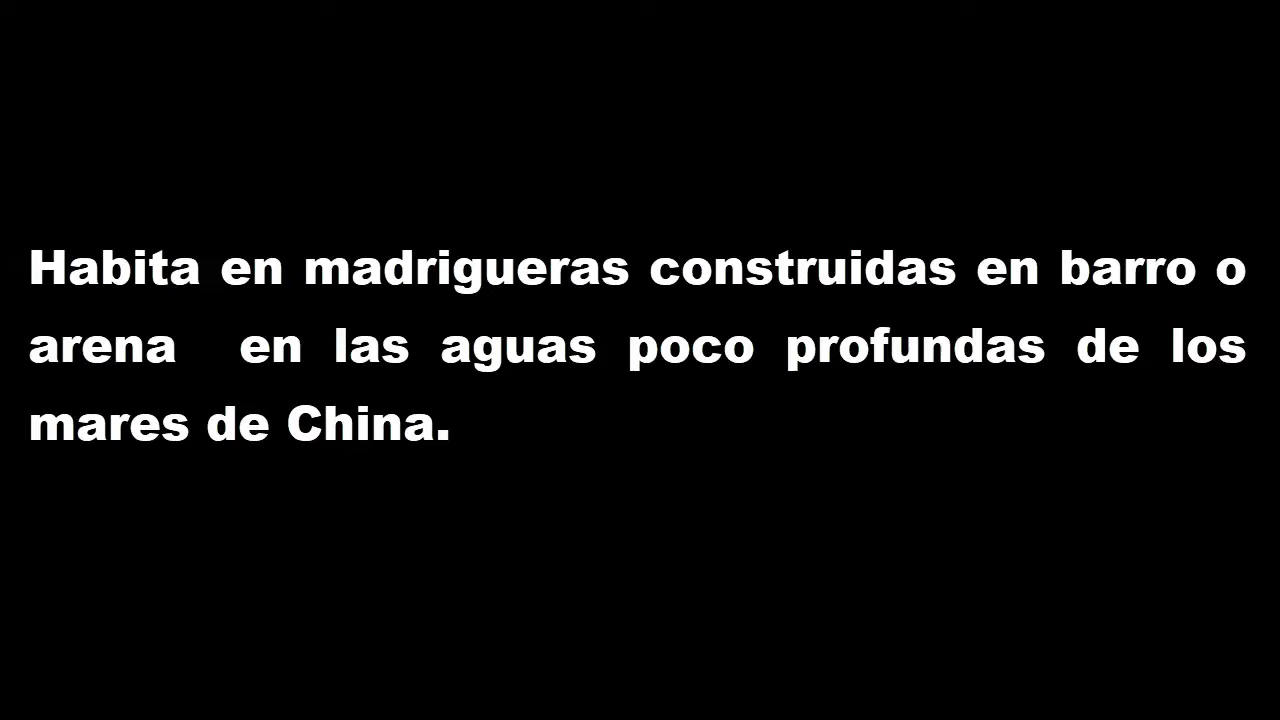 Habita en madrigueras construidas en barro o
arena  en las aguas poco profundas de los
mares de China.